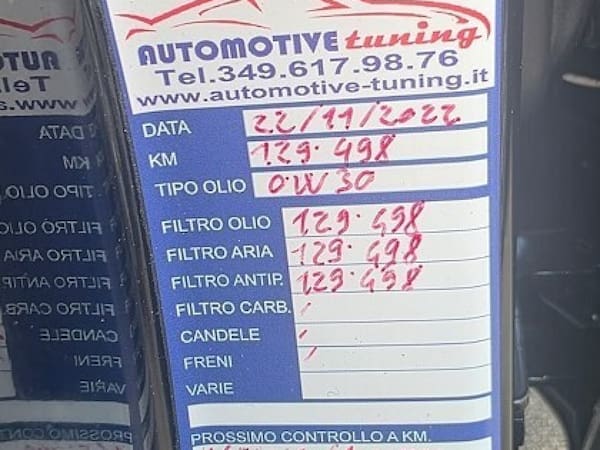 AUTOMOTIVE tuning
Tel.349.617.98.76
www.automotive-tuning.it
DATA 22/11/2022
KM 129.498
TIPO OLIO 0W30
FILTRO OLIO 129.498
FILTRO ARIA 129.498
FILTRO ANTIP. 129.498
FILTRO CARB. /
CANDELE /
FRENI /
VARIE
PROSSIMO CONTROLLO A KM.